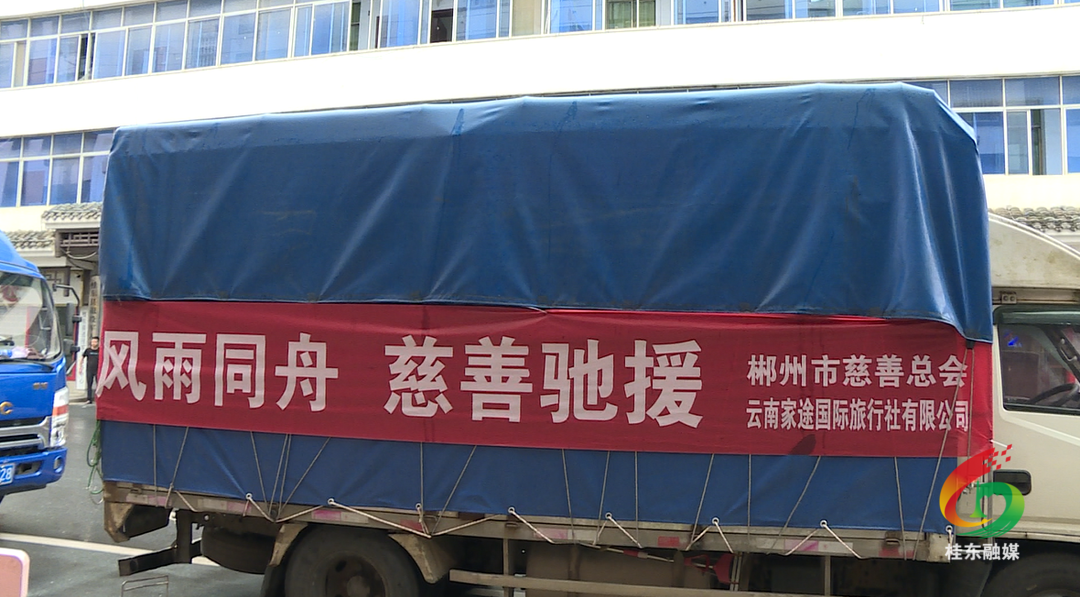 风雨同舟 慈善驰援
郴州市慈善总会
云南家途国际旅行社有限公司
28
桂东融媒